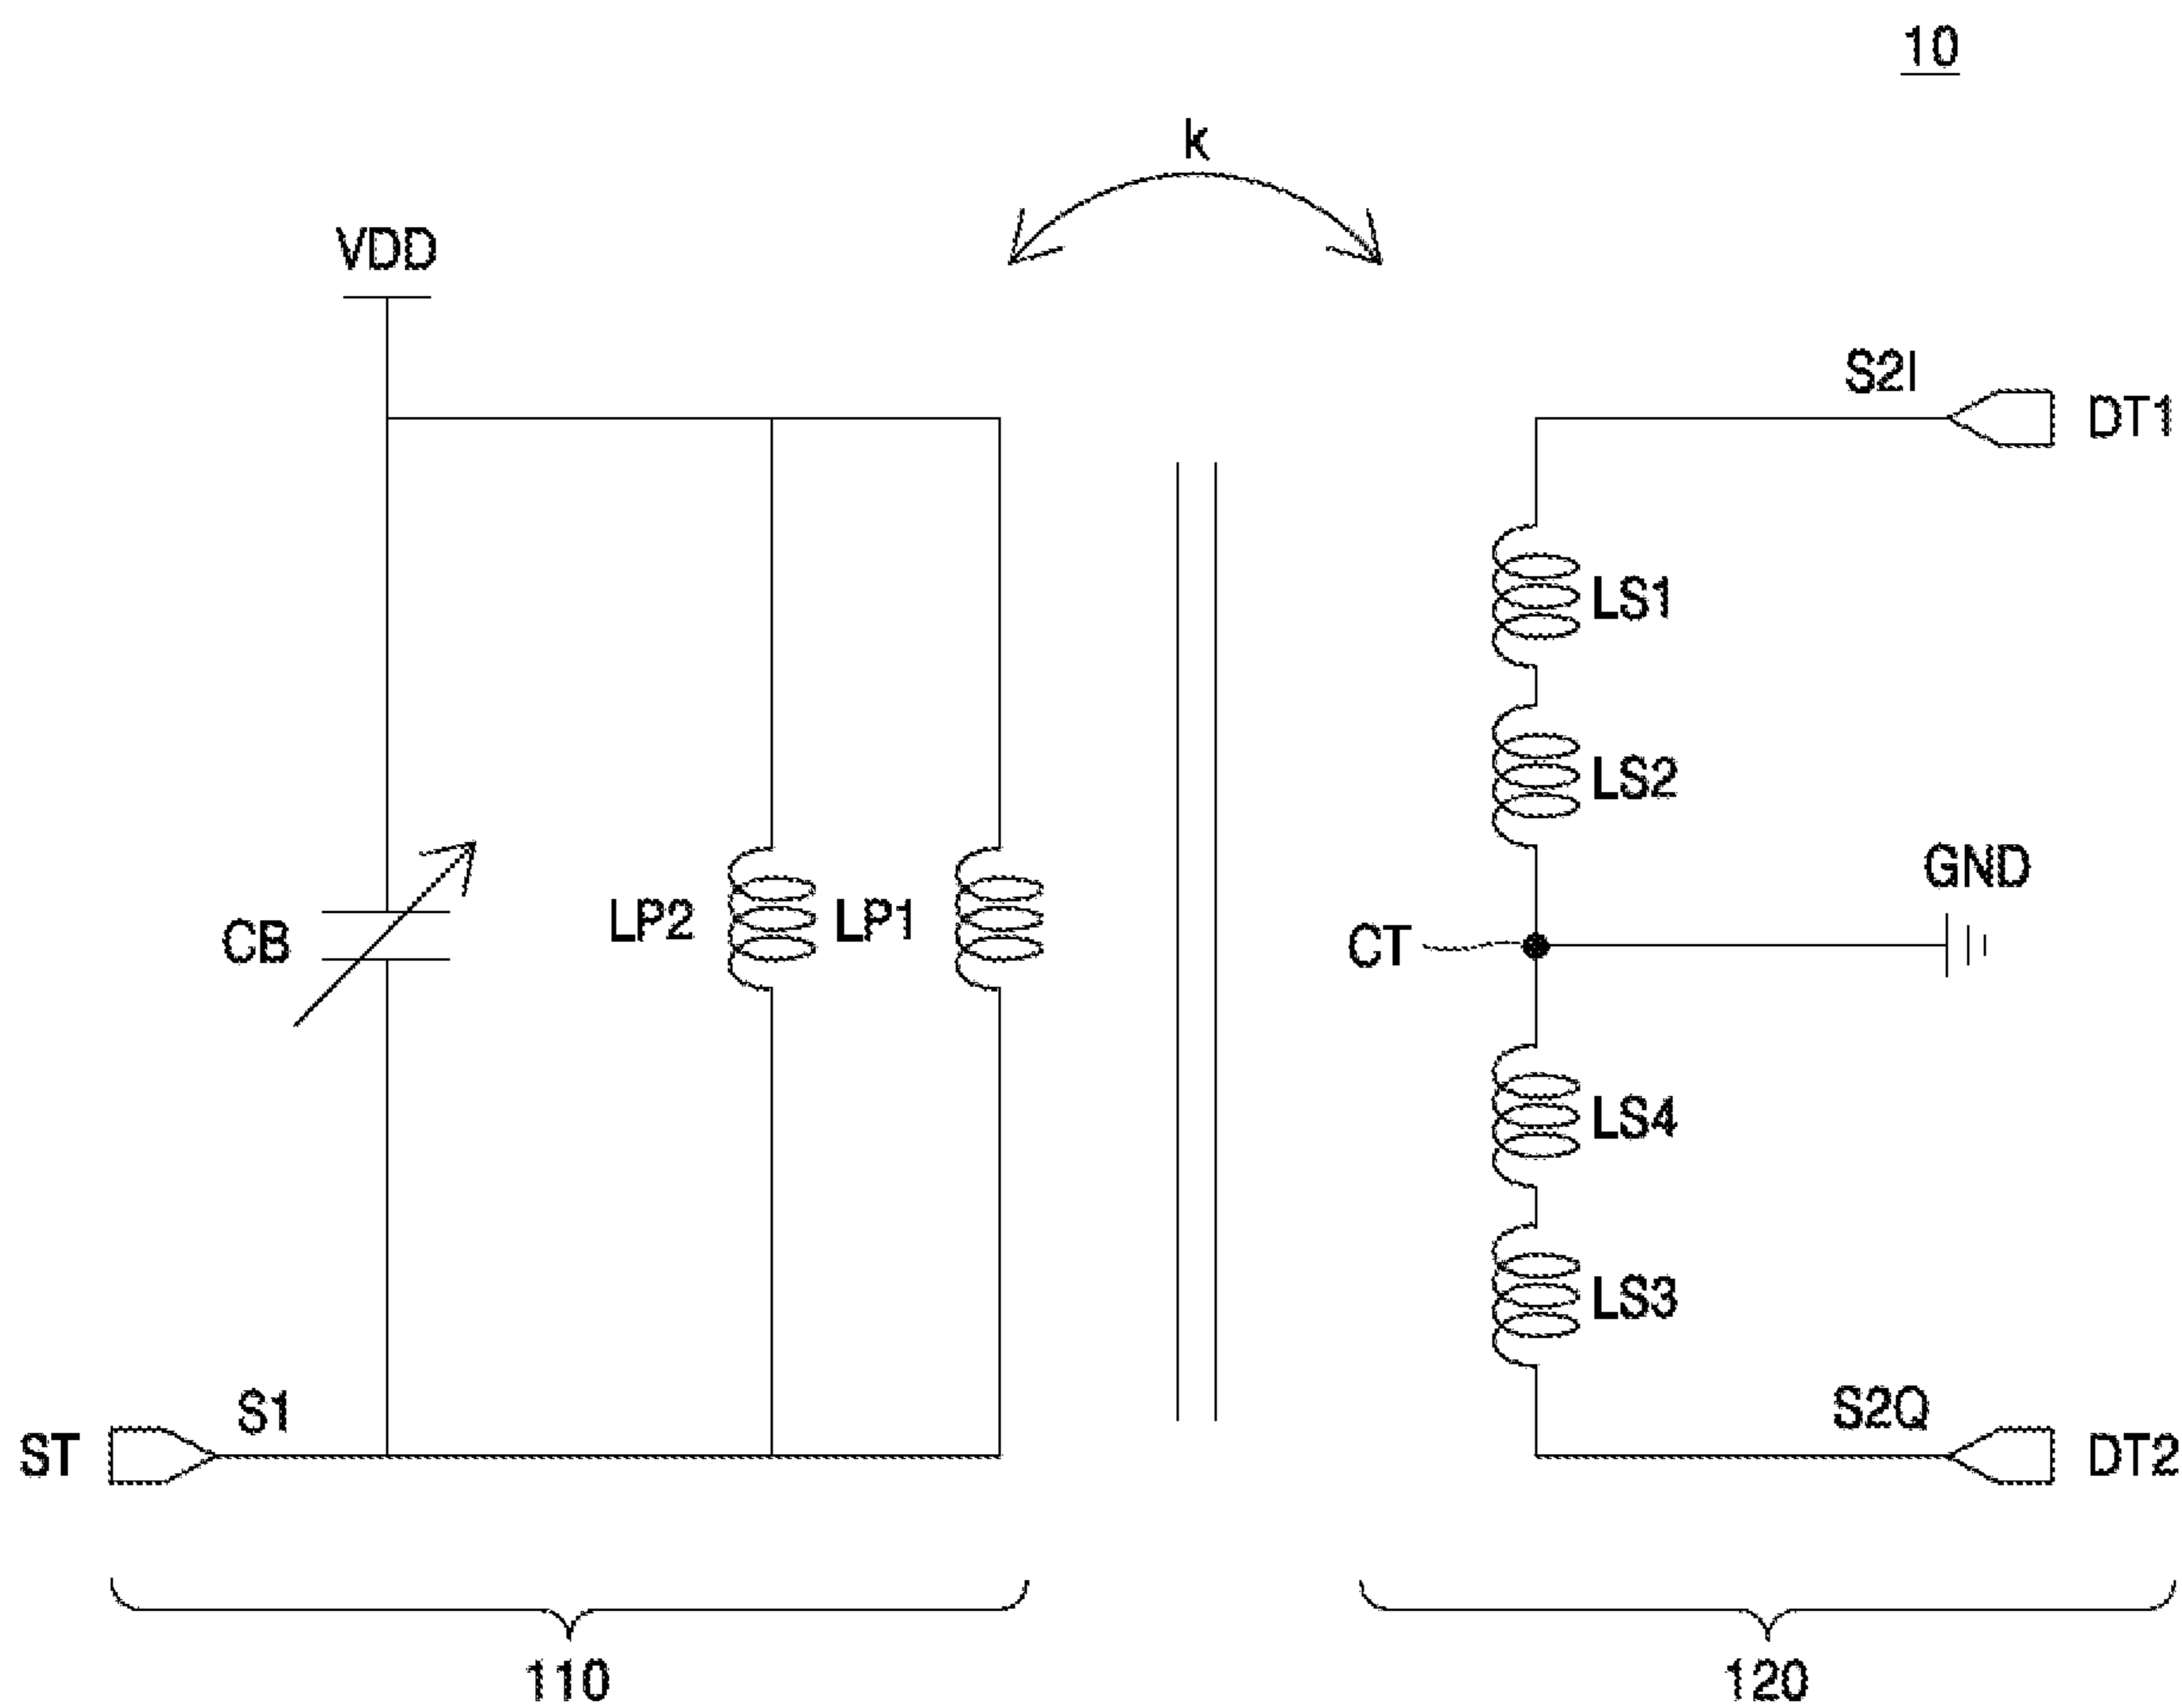 10
k
VDD
S2I
DT1
LS1
LS2
GND
CB
LP2
LP1
CT
LS4
LS3
S1
S2Q
ST
DT2
110
120